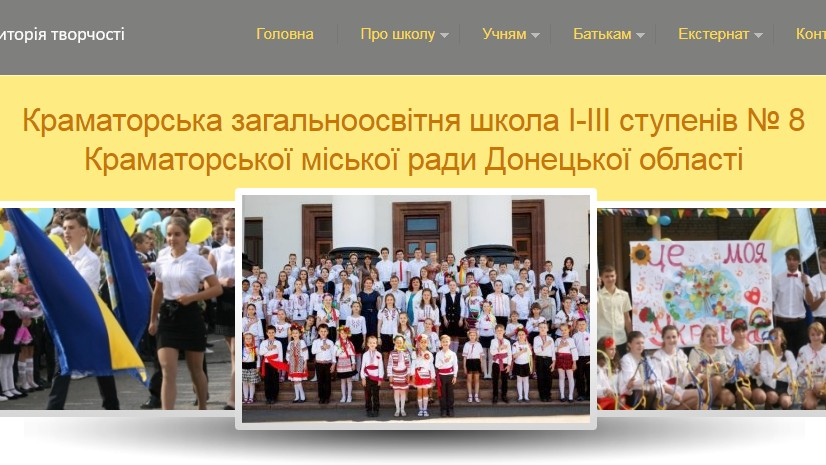 творчості
Головна
Про школу
Учням
Батькам
Екстернат
Краматорська загальноосвітня школа І-ІІІ ступенів № 8
Краматорської міської ради Донецької області
ЦЕ МОЯ